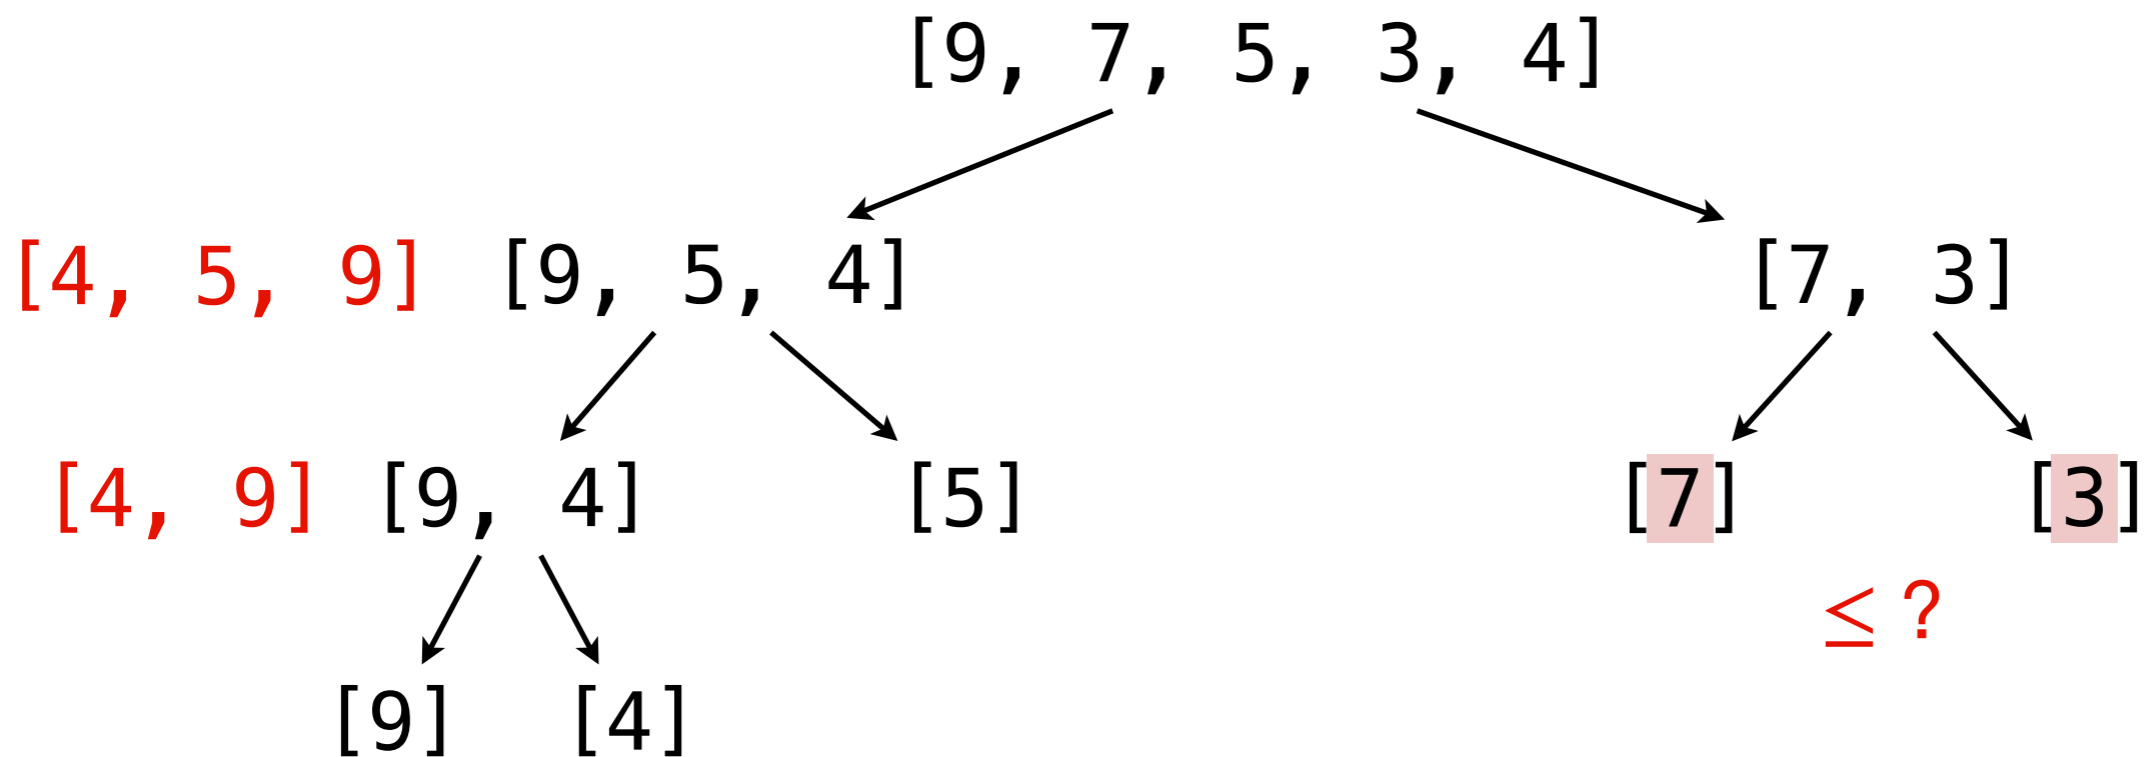 [9, 7, 5, 3, 4]
[4, 5, 9] [9, 5, 4] [7, 3]
[4, 9] [9, 4] [5] [7] [3]
≤ ?
[9] [4]